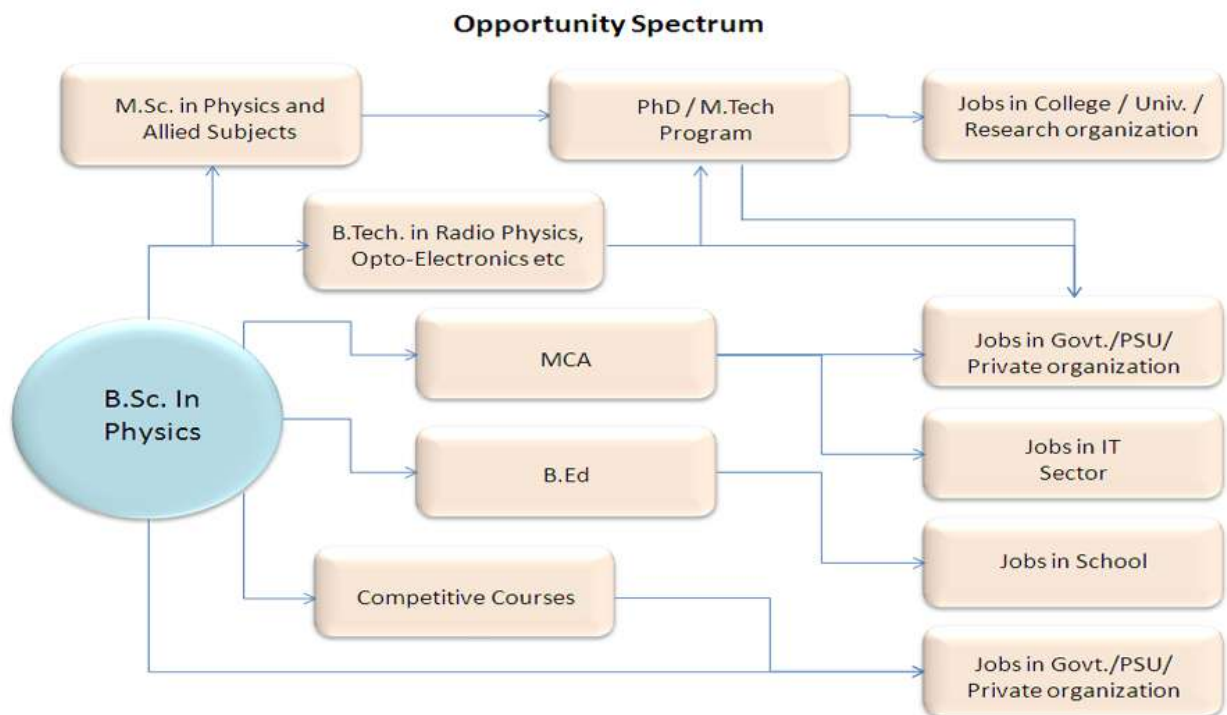 Opportunity Spectrum
M.Sc. in Physics and
Allied Subjects
PhD / M.Tech
Program
Jobs in College / Univ. /
Research organization
B.Tech. in Radio Physics,
Opto-Electronics etc
MCA
Jobs in Govt./PSU/
Private organization
B.Sc. In
Physics
Jobs in IT
Sector
B.Ed
Jobs in School
Competitive Courses
Jobs in Govt./PSU/
Private organization